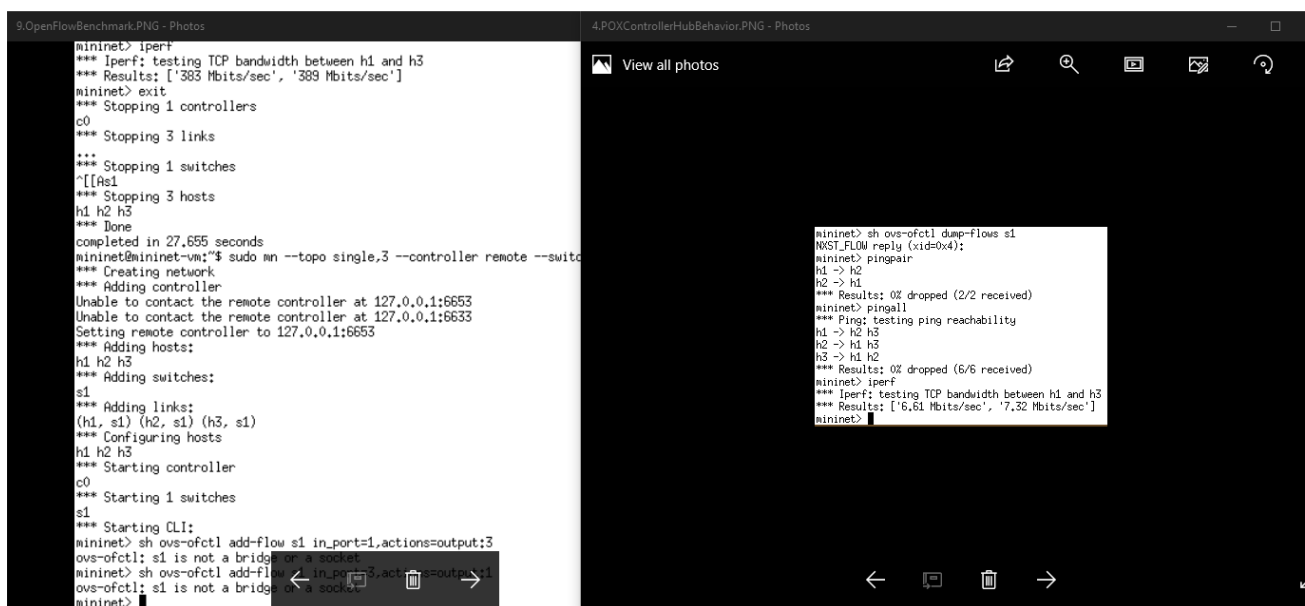 9.OpenFlowBenchmark.PNG - Photos
mininet> iperf
*** Iperf: testing TCP bandwidth between h1 and h3
*** Results: ['383 Mbits/sec', '389 Mbits/sec']
mininet> exit
*** Stopping 1 controllers
c0
*** Stopping 3 links
...
*** Stopping 1 switches
^[[As1
*** Stopping 3 hosts
h1 h2 h3
*** Done
completed in 27.655 seconds
mininet@mininet-vm:~$ sudo mn --topo single,3 --controller remote --switc
*** Creating network
*** Adding controller
Unable to contact the remote controller at 127.0.0.1:6653
Unable to contact the remote controller at 127.0.0.1:6633
Setting remote controller to 127.0.0.1:6653
*** Adding hosts:
h1 h2 h3
*** Adding switches:
s1
*** Adding links:
(h1, s1) (h2, s1) (h3, s1)
*** Configuring hosts
h1 h2 h3
*** Starting controller
c0
*** Starting 1 switches
s1
*** Starting CLI:
mininet> sh ovs-ofctl add-flow s1 in_port=1,actions=output:3
ovs-ofctl: s1 is not a bridge or a socket
mininet> sh ovs-ofctl add-flow s1 in_port=3,actions=output:1
ovs-ofctl: s1 is not a bridge or a socket
mininet>
4.POXControllerHubBehavior.PNG - Photos
View all photos
mininet> sh ovs-ofctl dump-flows s1
NXST_FLOW reply (xid=0x4):
mininet> pingpair
h1 -> h2
h2 -> h1
*** Results: 0% dropped (2/2 received)
mininet> pingall
*** Ping: testing ping reachability
h1 -> h2 h3
h2 -> h1 h3
h3 -> h1 h2
*** Results: 0% dropped (6/6 received)
mininet> iperf
*** Iperf: testing TCP bandwidth between h1 and h3
*** Results: ['6.61 Mbits/sec', '7.32 Mbits/sec']
mininet>